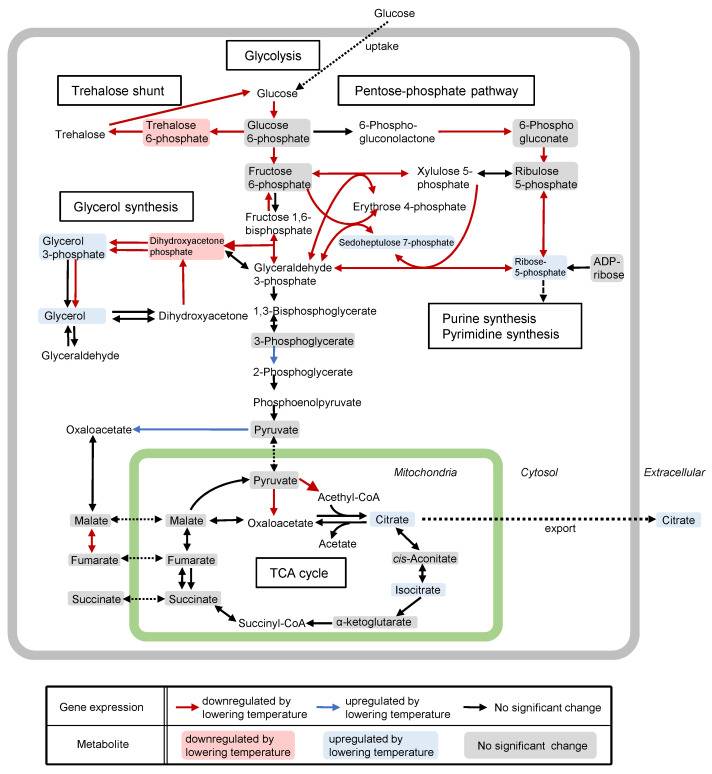 Glucose
uptake
Glycolysis
Trehalose shunt
Glucose
Pentose-phosphate pathway
Trehalose
Trehalose
6-phosphate
Glucose
6-phosphate
6-Phospho-
gluconolactone
6-Phospho
gluconate
Fructose
6-phosphate
Xylulose 5-
phosphate
Ribulose
5-phosphate
Glycerol synthesis
Erythrose 4-phosphate
Fructose 1,6-
bisphosphate
Glycerol
3-phosphate
Dihydroxyacetone
phosphate
Sedoheptulose 7-phosphate
Glyceraldehyde
3-phosphate
Ribose-
5-phosphate
ADP-
ribose
Glycerol
Dihydroxyacetone
1,3-Bisphosphoglycerate
Purine synthesis
Pyrimidine synthesis
Glyceraldehyde
3-Phosphoglycerate
2-Phosphoglycerate
Phosphoenolpyruvate
Oxaloacetate
Pyruvate
Pyruvate
Mitochondria
Cytosol
Extracellular
Acethyl-CoA
Malate
Malate
Oxaloacetate
Citrate
export
Citrate
Acetate
Fumarate
Fumarate
TCA cycle
cis-Aconitate
Isocitrate
Succinate
Succinate
Succinyl-CoA
α-ketoglutarate
Gene expression
downregulated by
lowering temperature
upregulated by
lowering temperature
No significant change
Metabolite
downregulated by
lowering temperature
upregulated by
lowering temperature
No significant change